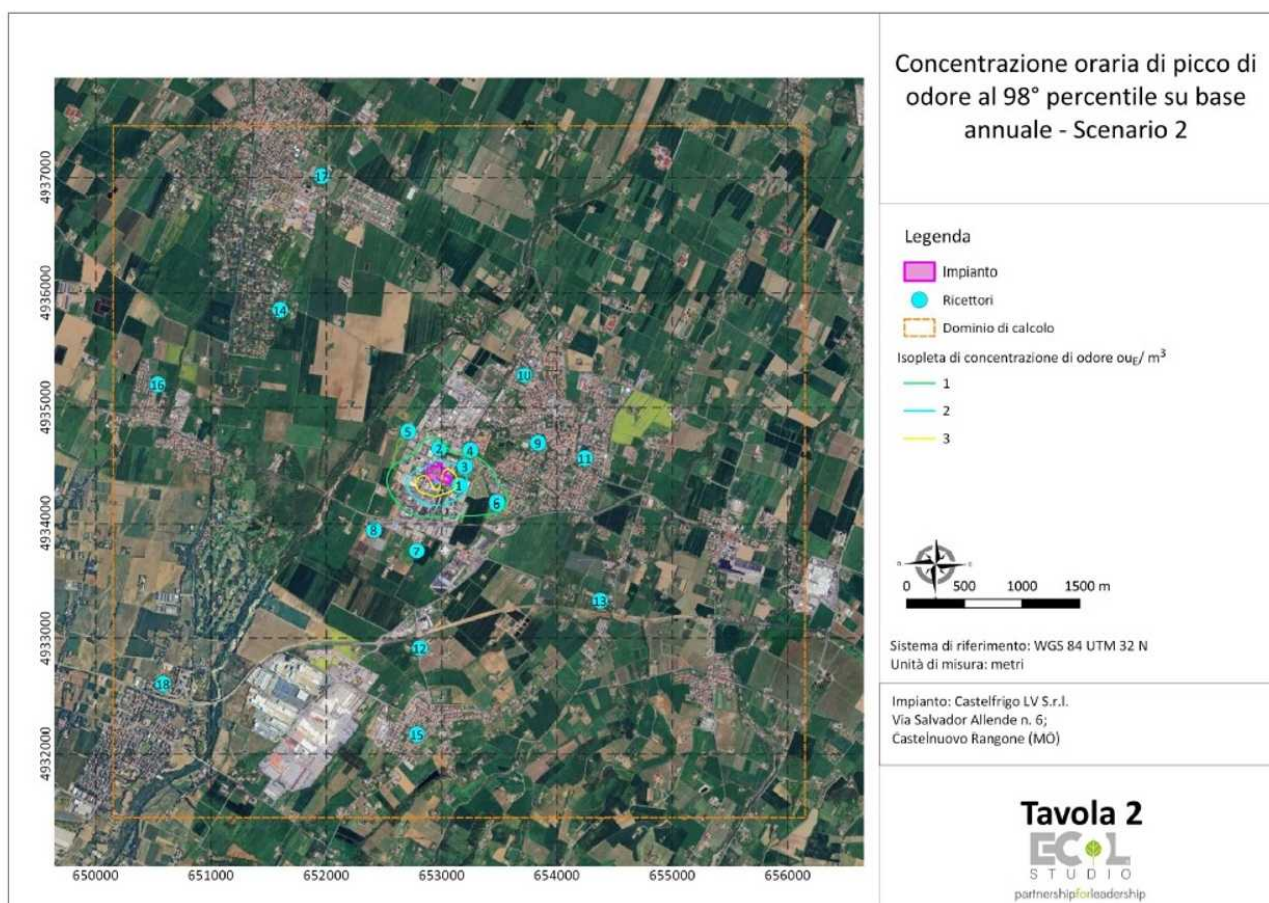 Concentrazione oraria di picco di
odore al 98° percentile su base
annuale - Scenario 2
Legenda
Impianto
Ricettori
Dominio di calcolo
Isopleta di concentrazione di odore ouE/ m³
1
2
3
0 500 1000 1500 m
Sistema di riferimento: WGS 84 UTM 32 N
Unità di misura: metri
Impianto: Castelfrigo LV S.r.l.
Via Salvador Allende n. 6;
Castelnuovo Rangone (MO)
Tavola 2
ECOL
STUDIO
partnershipforleadership
4937000
4936000
4935000
4934000
4933000
4932000
650000 651000 652000 653000 654000 655000 656000
17
14
16
10
5
9
2
4
11
3
1
6
8
7
13
12
18
15